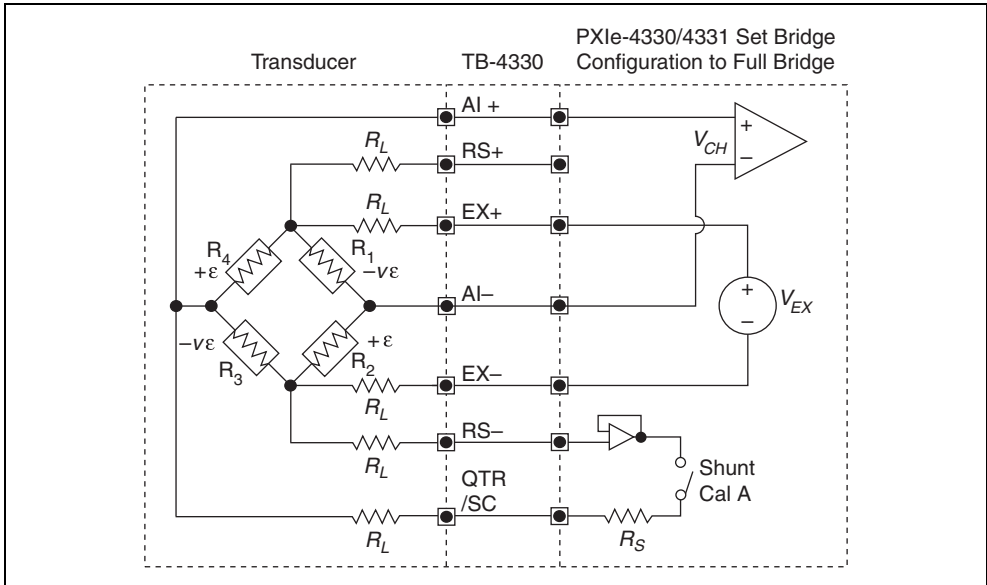 PXIe-4330/4331 Set Bridge
Transducer TB-4330 Configuration to Full Bridge
AI +
+
V_CH
–
R_L RS+
R_L EX+
R_4 R_1
+ε –νε
+
AI– V_EX
–
–νε +ε
R_3 R_2 EX–
R_L
RS–
R_L Shunt
QTR Cal A
/SC
R_L R_S